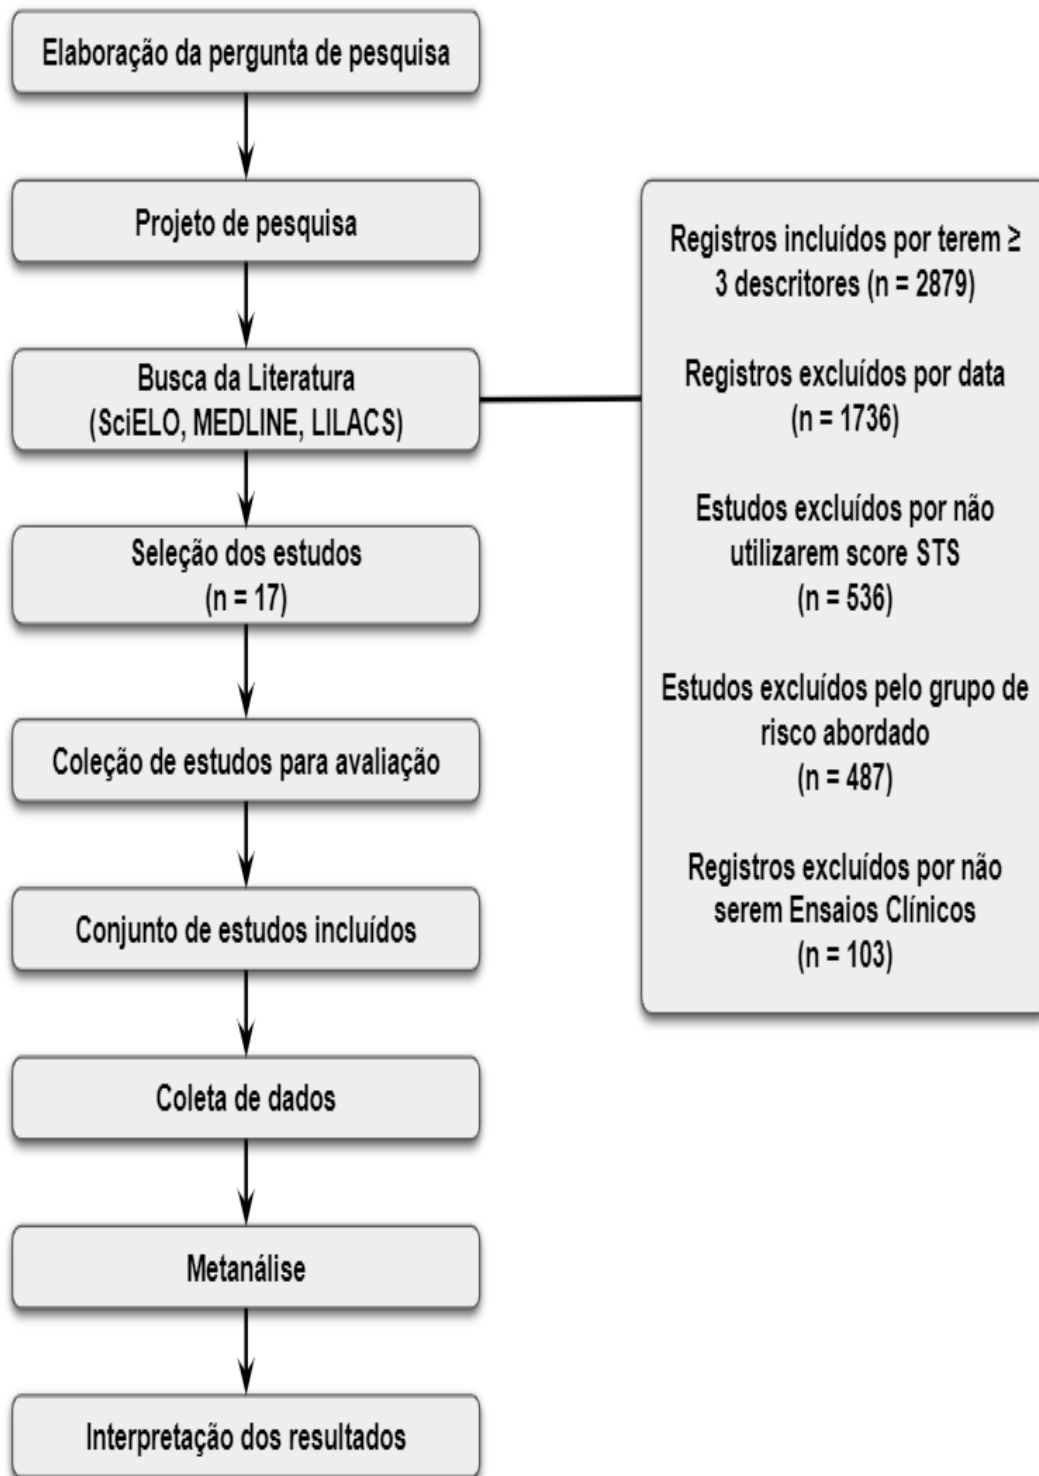 Elaboração da pergunta de pesquisa
Projeto de pesquisa
Busca da Literatura
(SciELO, MEDLINE, LILACS)
Seleção dos estudos
(n = 17)
Coleção de estudos para avaliação
Conjunto de estudos incluídos
Coleta de dados
Metanálise
Interpretação dos resultados
Registros incluídos por terem ≥
3 descritores (n = 2879)
Registros excluídos por data
(n = 1736)
Estudos excluídos por não
utilizarem score STS
(n = 536)
Estudos excluídos pelo grupo de
risco abordado
(n = 487)
Registros excluídos por não
serem Ensaios Clínicos
(n = 103)